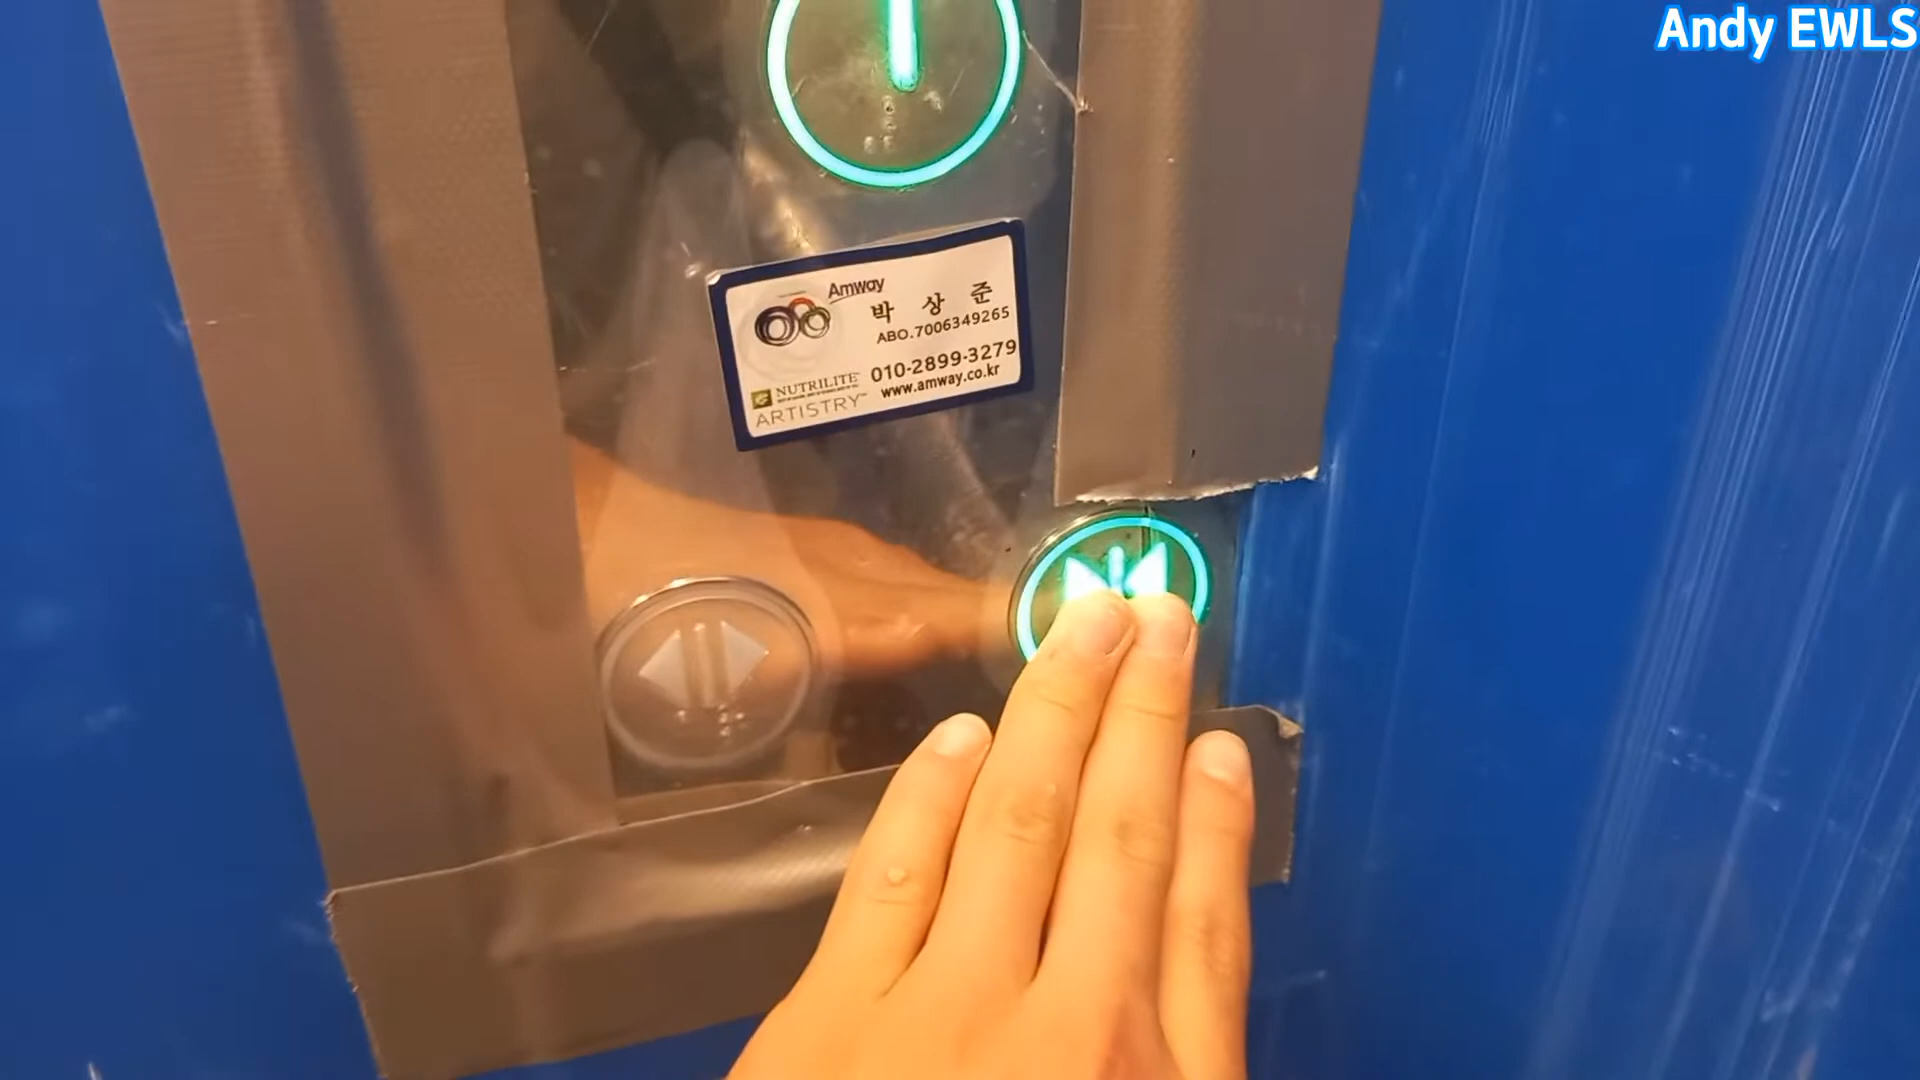 Andy EWLS
Amway
박 상 준
ABO.7006349265
010-2899-3279
www.amway.co.kr
NUTRILITE
ARTISTRY